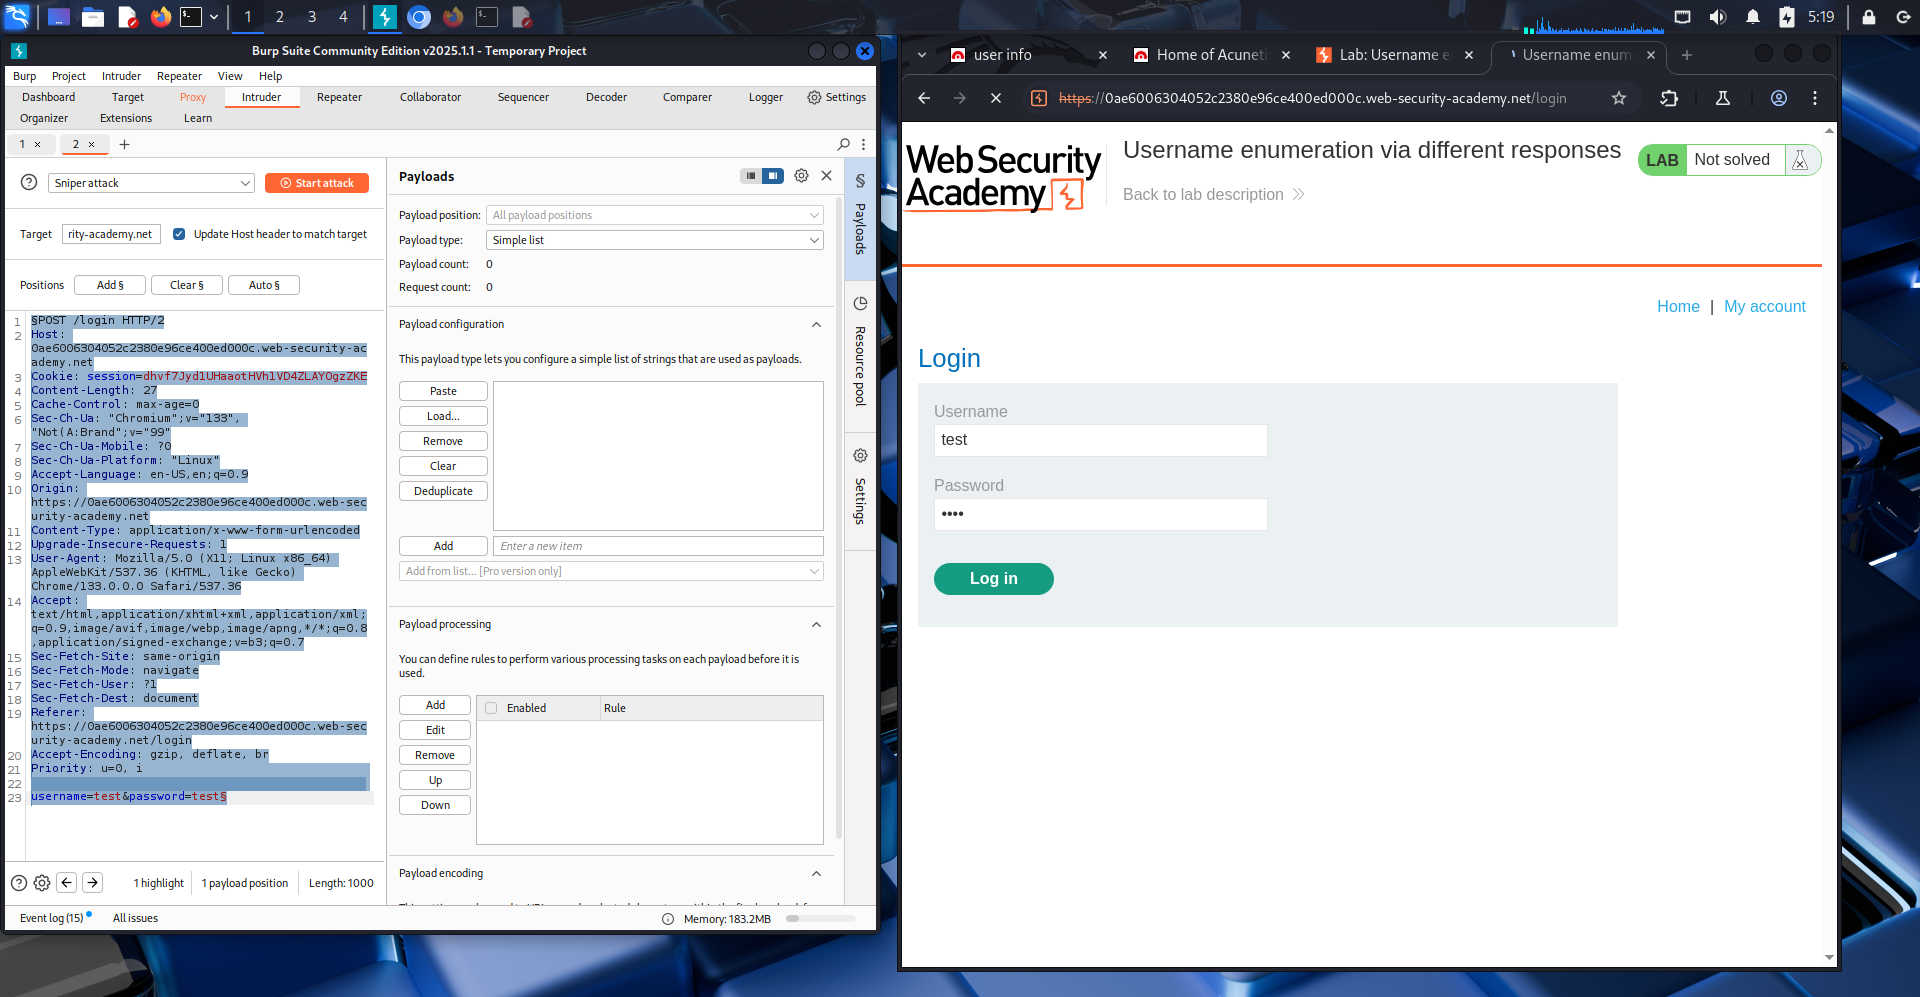 1
2
3
4
5:19
Burp Suite Community Edition v2025.1.1 - Temporary Project
Burp Project Intruder Repeater View Help
Dashboard Target Proxy Intruder Repeater Collaborator Sequencer Decoder Comparer Logger Settings
Organizer Extensions Learn
1 × 2 × +
Sniper attack
Start attack
Target rity-academy.net Update Host header to match target
Positions Add § Clear § Auto §
1 §POST /login HTTP/2
2 Host:
0ae6006304052c2380e96ce400ed000c.web-security-ac
ademy.net
3 Cookie: session=dhvf7Jyd1UHaaotHVh1VD4ZLAYOgzZKE
4 Content-Length: 27
5 Cache-Control: max-age=0
6 Sec-Ch-Ua: "Chromium";v="133",
"Not(A:Brand";v="99"
7 Sec-Ch-Ua-Mobile: ?0
8 Sec-Ch-Ua-Platform: "Linux"
9 Accept-Language: en-US,en;q=0.9
10 Origin:
https://0ae6006304052c2380e96ce400ed000c.web-sec
urity-academy.net
11 Content-Type: application/x-www-form-urlencoded
12 Upgrade-Insecure-Requests: 1
13 User-Agent: Mozilla/5.0 (X11; Linux x86_64)
AppleWebKit/537.36 (KHTML, like Gecko)
Chrome/133.0.0.0 Safari/537.36
14 Accept:
text/html,application/xhtml+xml,application/xml;
q=0.9,image/avif,image/webp,image/apng,*/*;q=0.8
,application/signed-exchange;v=b3;q=0.7
15 Sec-Fetch-Site: same-origin
16 Sec-Fetch-Mode: navigate
17 Sec-Fetch-User: ?1
18 Sec-Fetch-Dest: document
19 Referer:
https://0ae6006304052c2380e96ce400ed000c.web-sec
urity-academy.net/login
20 Accept-Encoding: gzip, deflate, br
21 Priority: u=0, i
22
23 username=test&password=test§
1 highlight 1 payload position Length: 1000
Event log (15) All issues
Memory: 183.2MB
Payloads
Payload position: All payload positions
Payload type: Simple list
Payload count: 0
Request count: 0
Payload configuration
This payload type lets you configure a simple list of strings that are used as payloads.
Paste
Load...
Remove
Clear
Deduplicate
Add Enter a new item
Add from list... [Pro version only]
Payload processing
You can define rules to perform various processing tasks on each payload before it is
used.
Add
Edit
Remove
Up
Down
Enabled Rule
Payload encoding
§ Payloads
Resource pool
Settings
user info ×
Home of Acuneti ×
Lab: Username e ×
Username enum ×
+
https://0ae6006304052c2380e96ce400ed000c.web-security-academy.net/login
Web Security
Academy
Username enumeration via different responses
Back to lab description
LAB Not solved
Home | My account
Login
Username
test
Password
••••
Log in